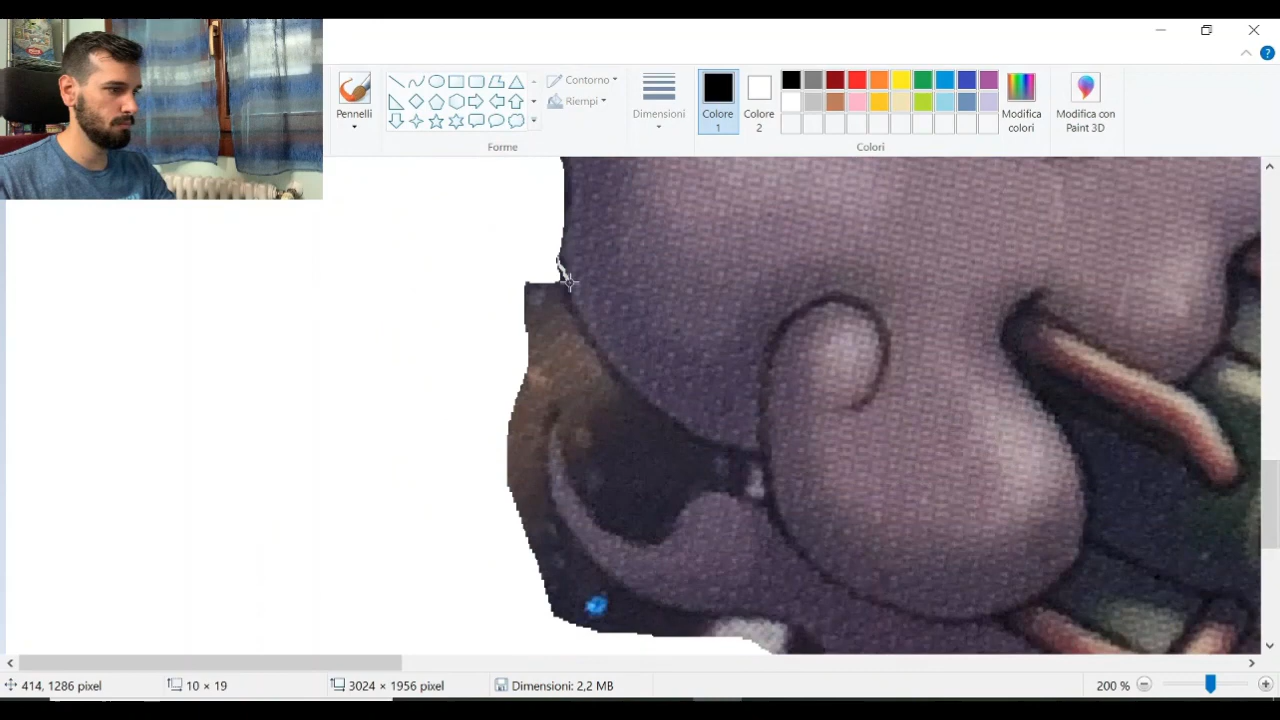 Contorno
Riempi
Pennelli
Forme
Dimensioni
Colore
1
Colore
2
Modifica
colori
Modifica con
Paint 3D
Colori
414, 1286 pixel
10 × 19
3024 × 1956 pixel
Dimensioni: 2,2 MB
200 %